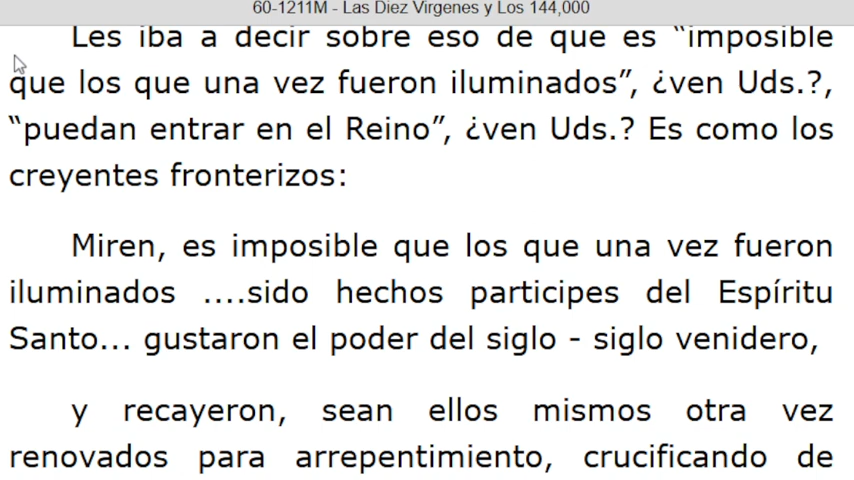 60-1211M - Las Diez Virgenes y Los 144,000
Les iba a decir sobre eso de que es “imposible
que los que una vez fueron iluminados”, ¿ven Uds.?,
“puedan entrar en el Reino”, ¿ven Uds.? Es como los
creyentes fronterizos:
Miren, es imposible que los que una vez fueron
iluminados ....sido hechos participes del Espíritu
Santo... gustaron el poder del siglo - siglo venidero,
y recayeron, sean ellos mismos otra vez
renovados para arrepentimiento, crucificando de